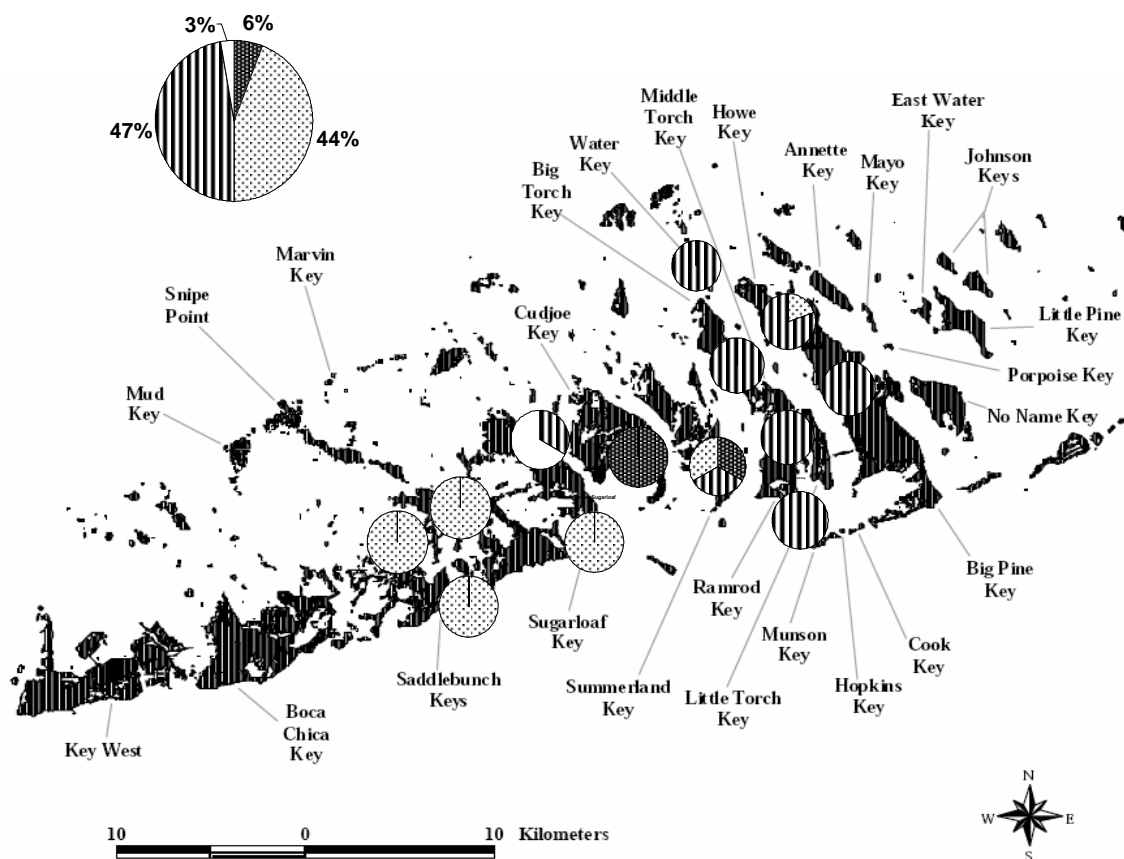 3%
6%
47%
44%
Middle
Torch
Key
Howe
Key
East Water
Key
Water
Key
Annette
Key
Mayo
Key
Johnson
Keys
Big
Torch
Key
Marvin
Key
Snipe
Point
Cudjoe
Key
Little Pine
Key
Mud
Key
Porpoise Key
No Name Key
Sugarloaf
Big Pine
Key
Ramrod
Key
Sugarloaf
Key
Munson
Key
Cook
Key
Saddlebunch
Keys
Summerland
Key
Little Torch
Key
Hopkins
Key
Boca
Chica
Key
Key West
N
W
E
S
10
0
10
Kilometers